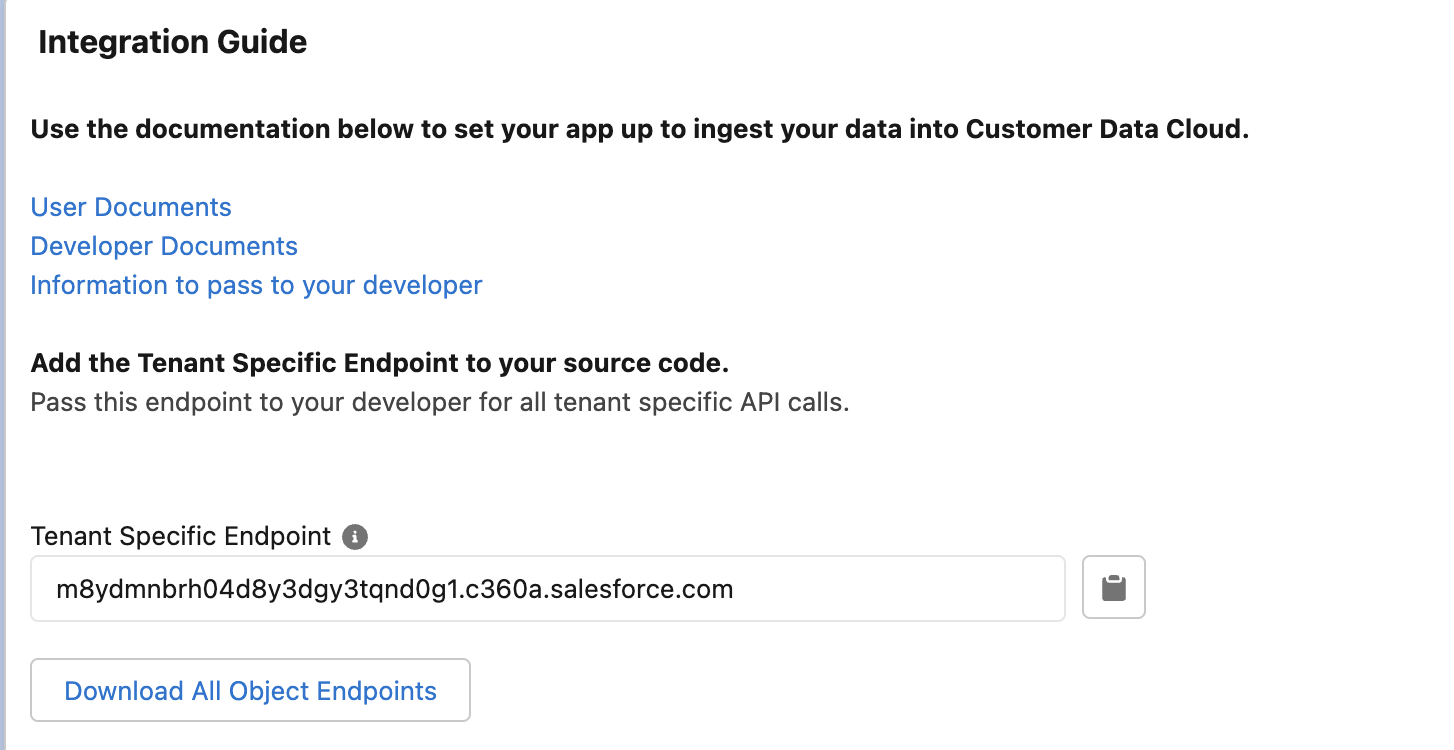 Integration Guide
Use the documentation below to set your app up to ingest your data into Customer Data Cloud.
User Documents
Developer Documents
Information to pass to your developer
Add the Tenant Specific Endpoint to your source code.
Pass this endpoint to your developer for all tenant specific API calls.
Tenant Specific Endpoint
m8ydmnbrh04d8y3dgy3tqnd0g1.c360a.salesforce.com
Download All Object Endpoints